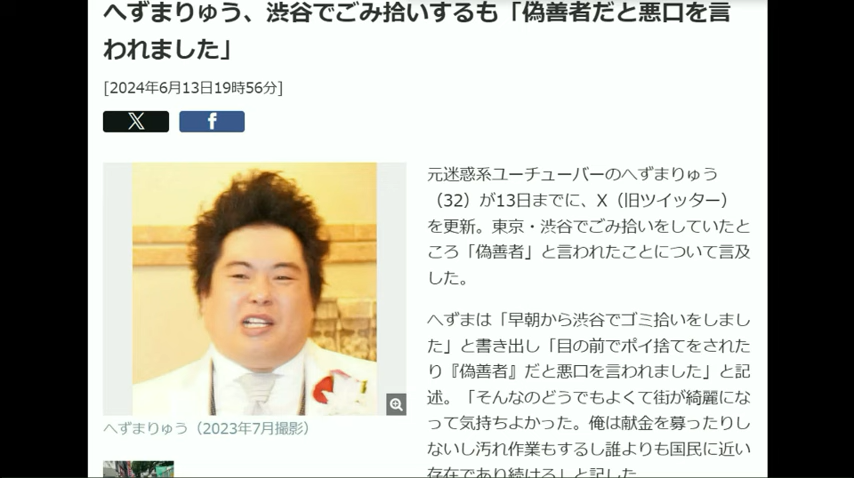 へずまりゅう、渋谷でごみ拾いするも「偽善者だと悪口を言
われました」
[2024年6月13日19時56分]
X f
元迷惑系ユーチューバーのへずまりゅう
（32）が13日までに、X（旧ツイッター）
を更新。東京・渋谷でごみ拾いをしていたと
ころ「偽善者」と言われたことについて言及
した。
へずまは「早朝から渋谷でゴミ拾いをしまし
た」と書き出し「目の前でポイ捨てをされた
り『偽善者』だと悪口を言われました」と記
述。「そんなのどうでもよくて街が綺麗にな
って気持ちよかった。俺は献金を募ったりし
ないし汚れ作業もするし誰よりも国民に近い
存在であり続けろ」と記した
へずまりゅう（2023年7月撮影）